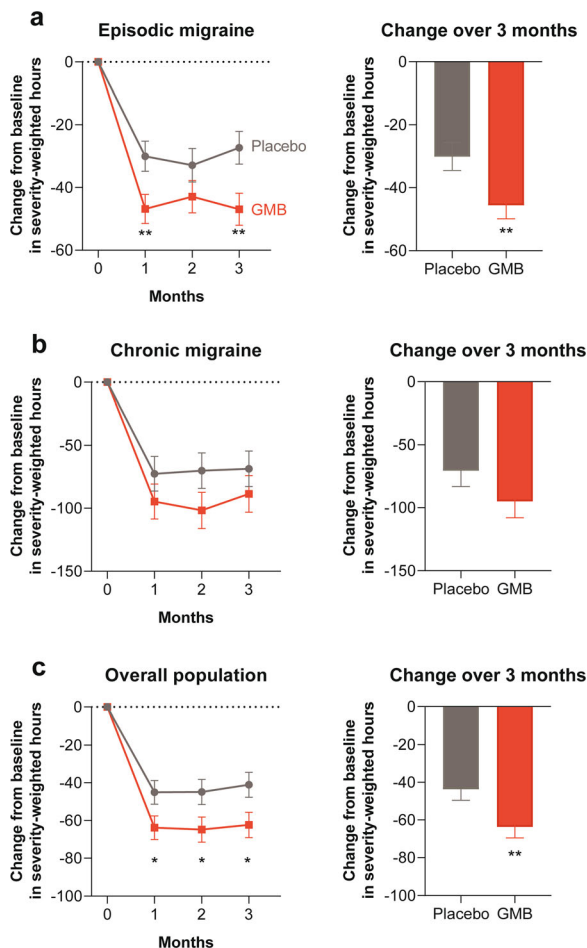 a
Episodic migraine
Change over 3 months
Change from baseline
in severity-weighted hours
0
-20
-40
-60
Placebo
GMB
**
**
0
1
2
3
Months
Change from baseline
in severity-weighted hours
0
-20
-40
-60
**
Placebo
GMB
b
Chronic migraine
Change over 3 months
Change from baseline
in severity-weighted hours
0
-50
-100
-150
0
1
2
3
Months
Change from baseline
in severity-weighted hours
0
-50
-100
-150
Placebo
GMB
c
Overall population
Change over 3 months
Change from baseline
in severity-weighted hours
0
-20
-40
-60
-80
-100
*
*
*
0
1
2
3
Months
Change from baseline
in severity-weighted hours
0
-20
-40
-60
-80
-100
**
Placebo
GMB